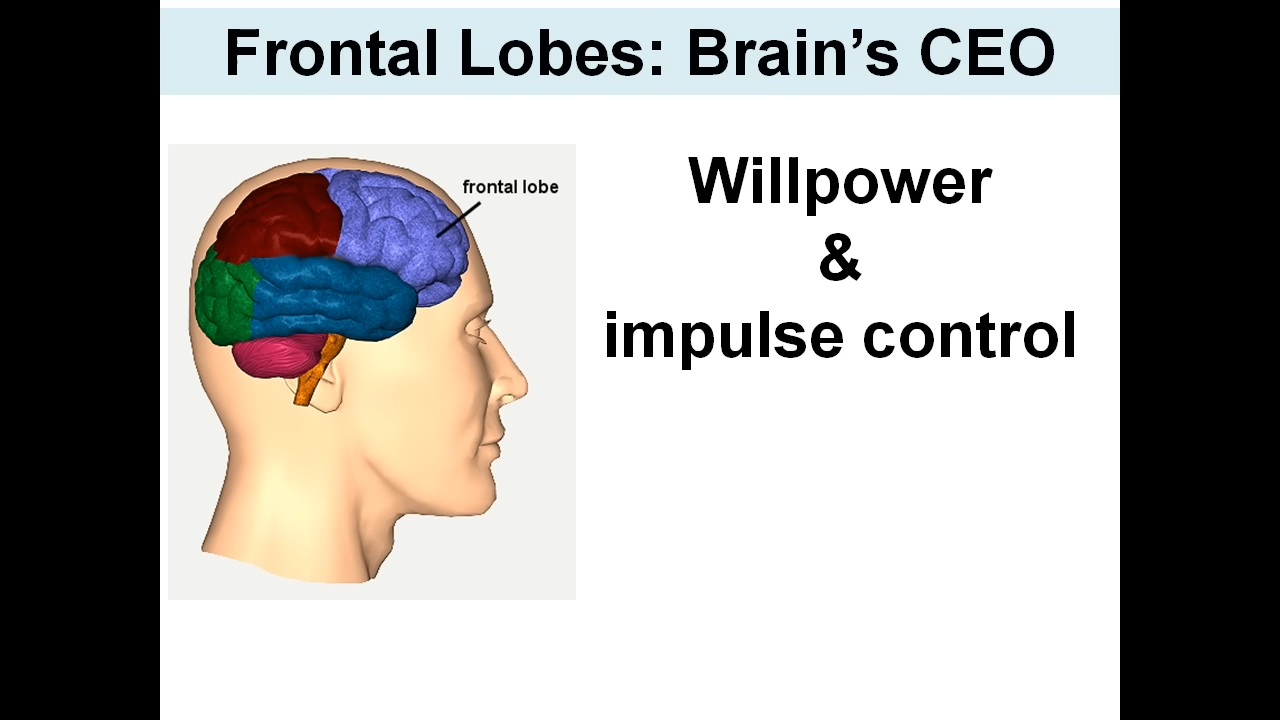 Frontal Lobes: Brain’s CEO
frontal lobe
Willpower
&
impulse control